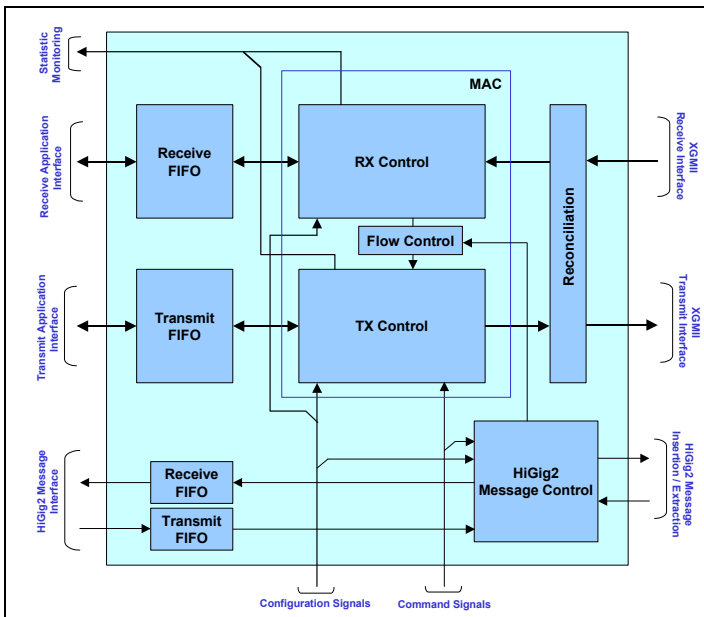 Statistic
Monitoring
MAC
Receive Application
Interface
Receive
FIFO
RX Control
XGMII
Receive Interface
Flow Control
Reconciliation
Transmit Application
Interface
Transmit
FIFO
TX Control
XGMII
Transmit Interface
HiGig2 Message
Interface
Receive
FIFO
Transmit
FIFO
HiGig2
Message Control
HiGig2 Message
Insertion / Extraction
Configuration Signals
Command Signals